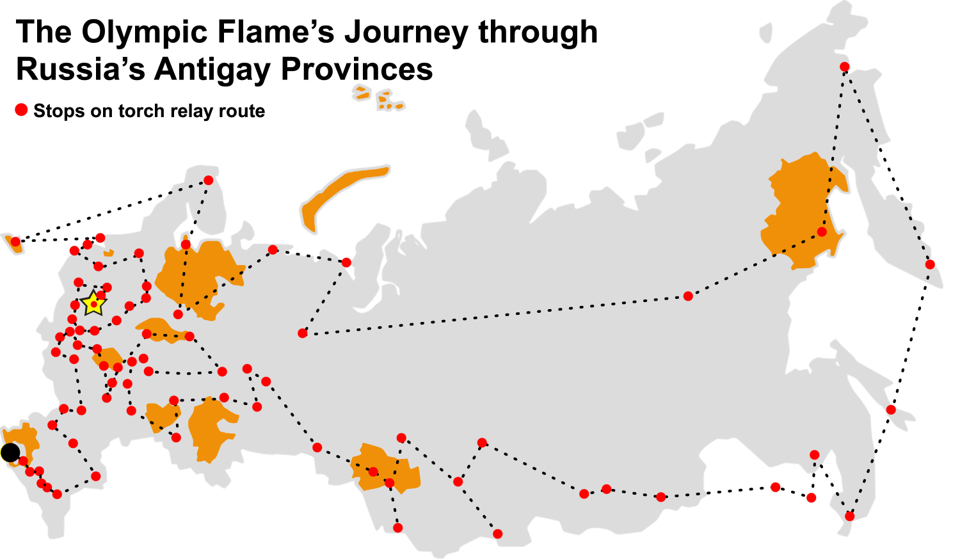 The Olympic Flame’s Journey through
Russia’s Antigay Provinces
Stops on torch relay route